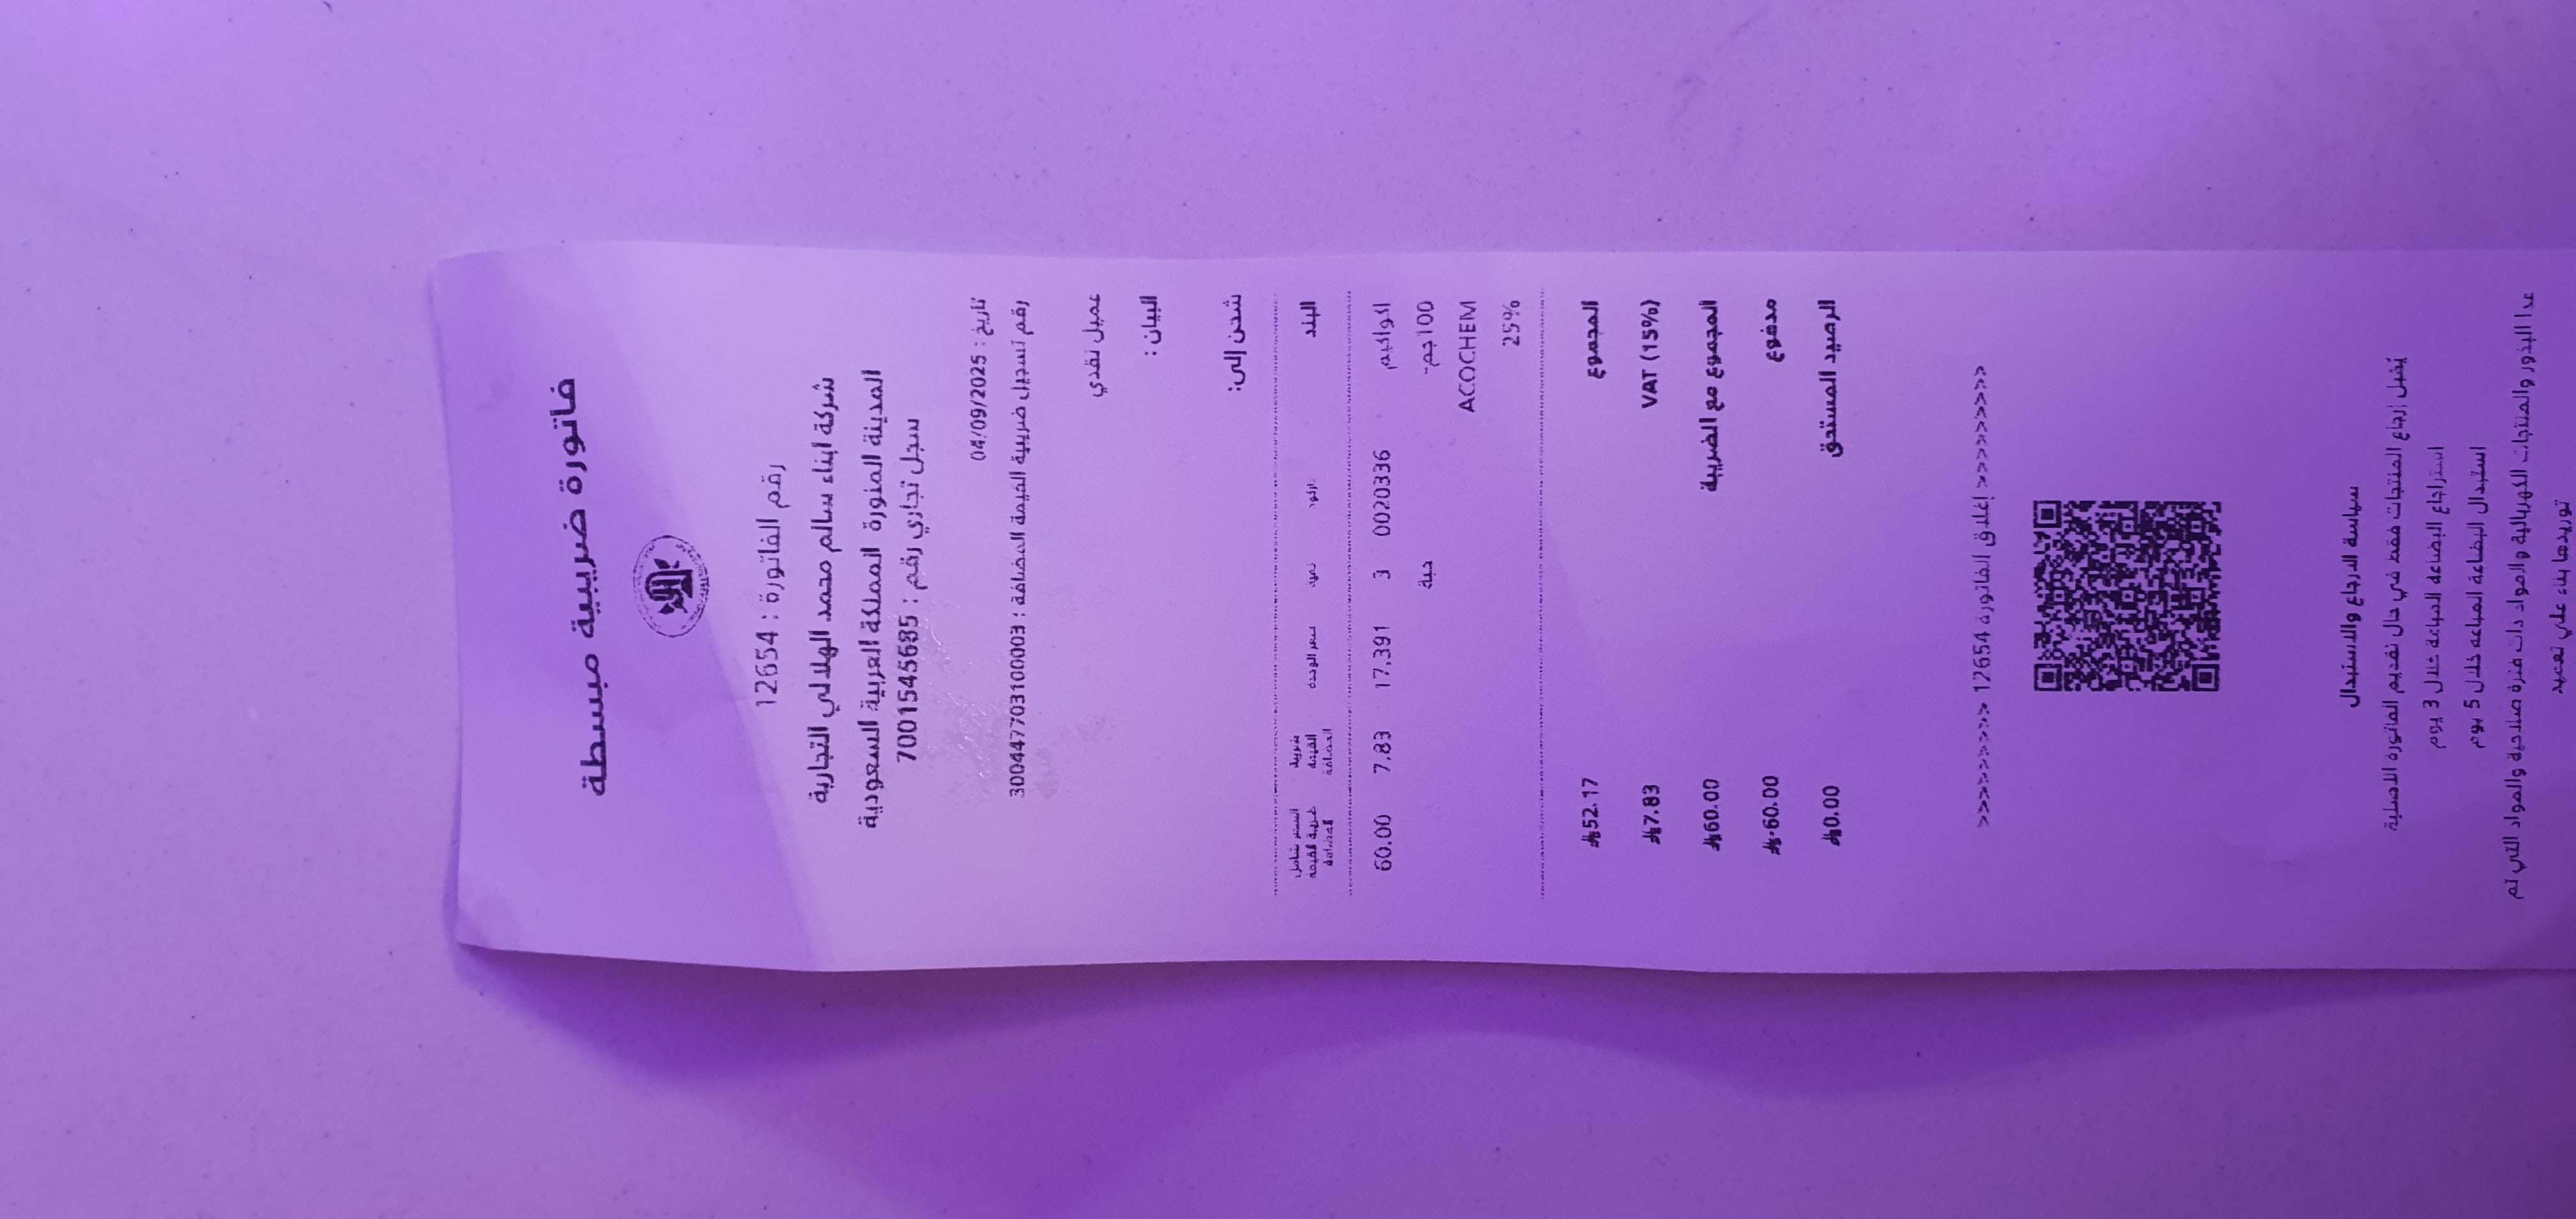 فاتورة ضريبية مبسطة
رقم الفاتورة : 12654
شركة ابناء سالم محمد الهلالي التجارية
المدينة المنورة المملكة العربية السعودية
سجل تجاري رقم : 7001545685
تاريخ : 04/09/2025
رقم تسجيل ضريبية القيمة المضافة : 300447703100003
عميل نقدي
البيان :
شحن إلى:
البند باركود كمية سعر الوحدة ضريبة القيمة المضافة السعر شامل ضريبة القيمة المضافة
اكواكيم 0020336 3 17.391 7.83 60.00
100جم- حبة
ACOCHEM
25%
المجموع 52.17
VAT (15%) 7.83
المجموع مع الضريبة 60.00
مدفوع -60.00
الرصيد المستحق 0.00
>>>>>>>>> إغلاق الفاتورة 12654 <<<<<<<<<
سياسة الارجاع والاستبدال
يُقبل إرجاع المنتجات فقط في حال تقديم الفاتورة الاصلية
استراجاع البضاعة المباعة خلال 3 يوم
استبدال البضاعة المباعه خلال 5 يوم
عدا البذور والمنتجات الكهربائية والمواد ذات فترة صلاحية والمواد التي تم
توريدها بناء علي تعميد